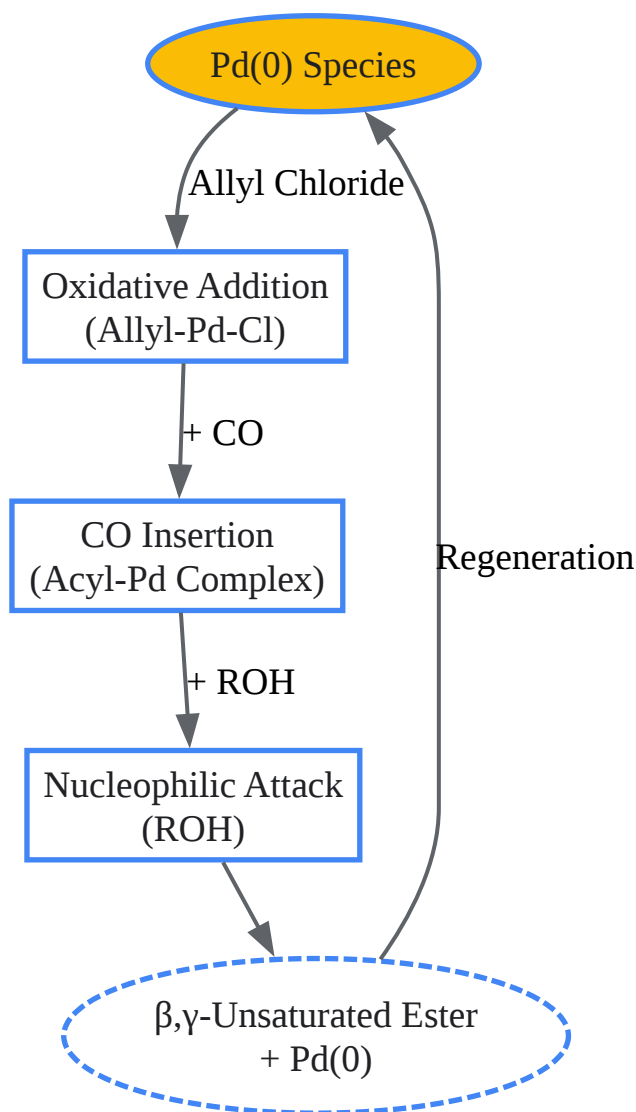 Pd(0) Species
Allyl Chloride
Oxidative Addition
(Allyl-Pd-Cl)
+ CO
CO Insertion
(Acyl-Pd Complex)
Regeneration
+ ROH
Nucleophilic Attack
(ROH)
β,γ-Unsaturated Ester
+ Pd(0)